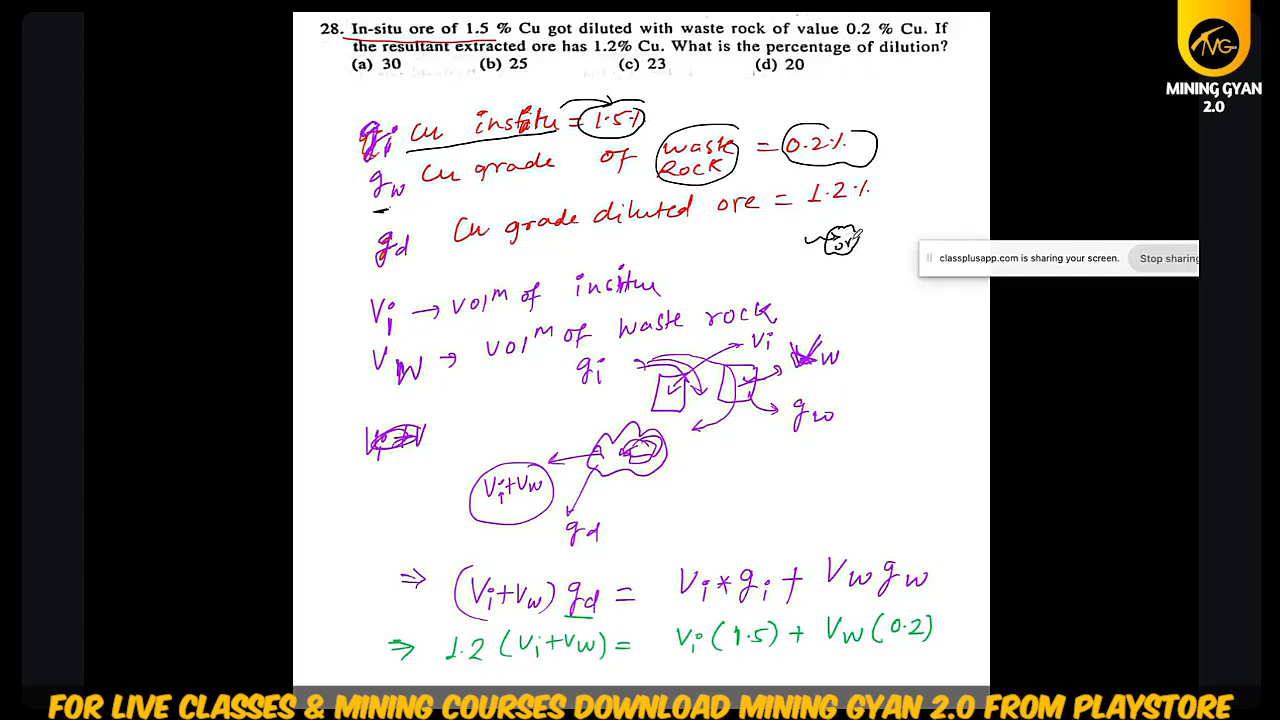 28. In-situ ore of 1.5 % Cu got diluted with waste rock of value 0.2 % Cu. If
the resultant extracted ore has 1.2% Cu. What is the percentage of dilution?
(a) 30 (b) 25 (c) 23 (d) 20
TMG
MINING GYAN
2.0
gi Cu insitu = 1.5%
gw Cu grade of waste Rock = 0.2%
gd Cu grade diluted ore = 1.2%
classplusapp.com is sharing your screen. Stop sharing
Vi → Vol^m of insitu
VW → Vol^m of waste rock
gi Vi
W
gw
Vi+Vw
gd
⇒ (Vi+Vw) gd = Vi * gi + Vw gw
⇒ 1.2 (Vi+Vw) = Vi (1.5) + Vw (0.2)
FOR LIVE CLASSES & MINING COURSES DOWNLOAD MINING GYAN 2.0 FROM PLAYSTORE